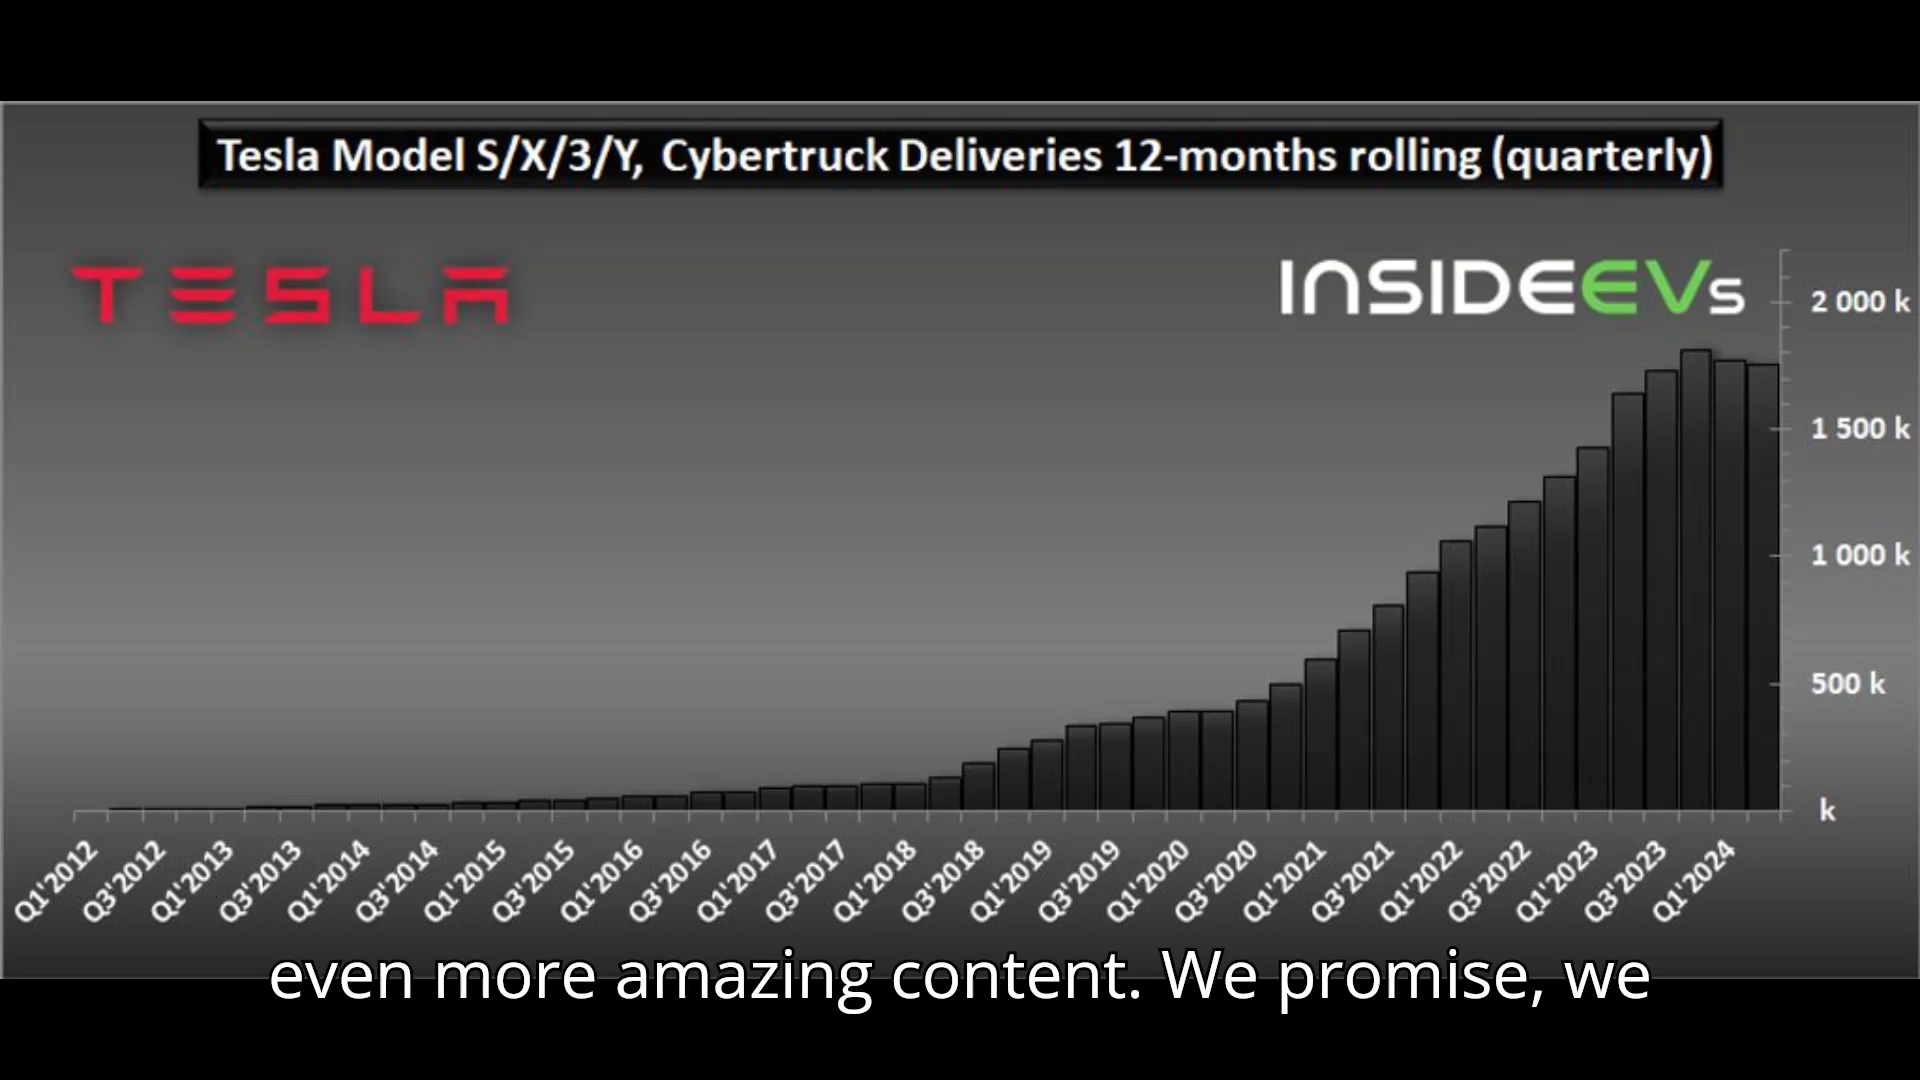 Tesla Model S/X/3/Y, Cybertruck Deliveries 12-months rolling (quarterly)
TESLA
INSIDEEVs
2 000 k
1 500 k
1 000 k
500 k
k
Q1'2012
Q3'2012
Q1'2013
Q3'2013
Q1'2014
Q3'2014
Q1'2015
Q3'2015
Q1'2016
Q3'2016
Q1'2017
Q3'2017
Q1'2018
Q3'2018
Q1'2019
Q3'2019
Q1'2020
Q3'2020
Q1'2021
Q3'2021
Q1'2022
Q3'2022
Q1'2023
Q3'2023
Q1'2024
even more amazing content. We promise, we